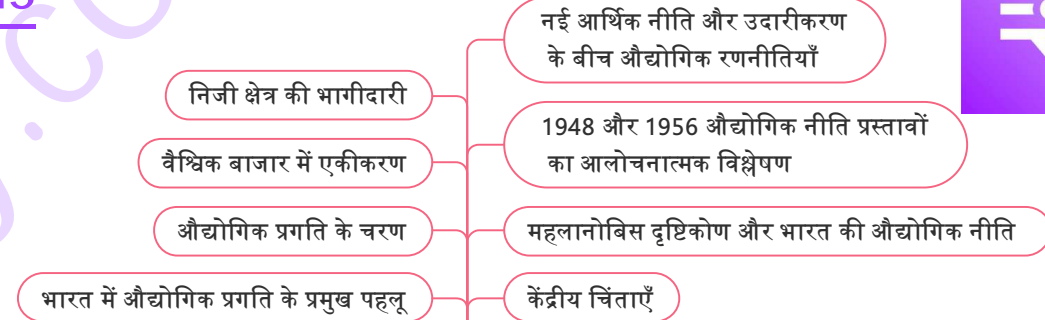 नई आर्थिक नीति और उदारीकरण
के बीच औद्योगिक रणनीतियाँ
निजी क्षेत्र की भागीदारी
1948 और 1956 औद्योगिक नीति प्रस्तावों
का आलोचनात्मक विश्लेषण
वैश्विक बाजार में एकीकरण
औद्योगिक प्रगति के चरण
महलानोबिस दृष्टिकोण और भारत की औद्योगिक नीति
भारत में औद्योगिक प्रगति के प्रमुख पहलू
केंद्रीय चिंताएँ